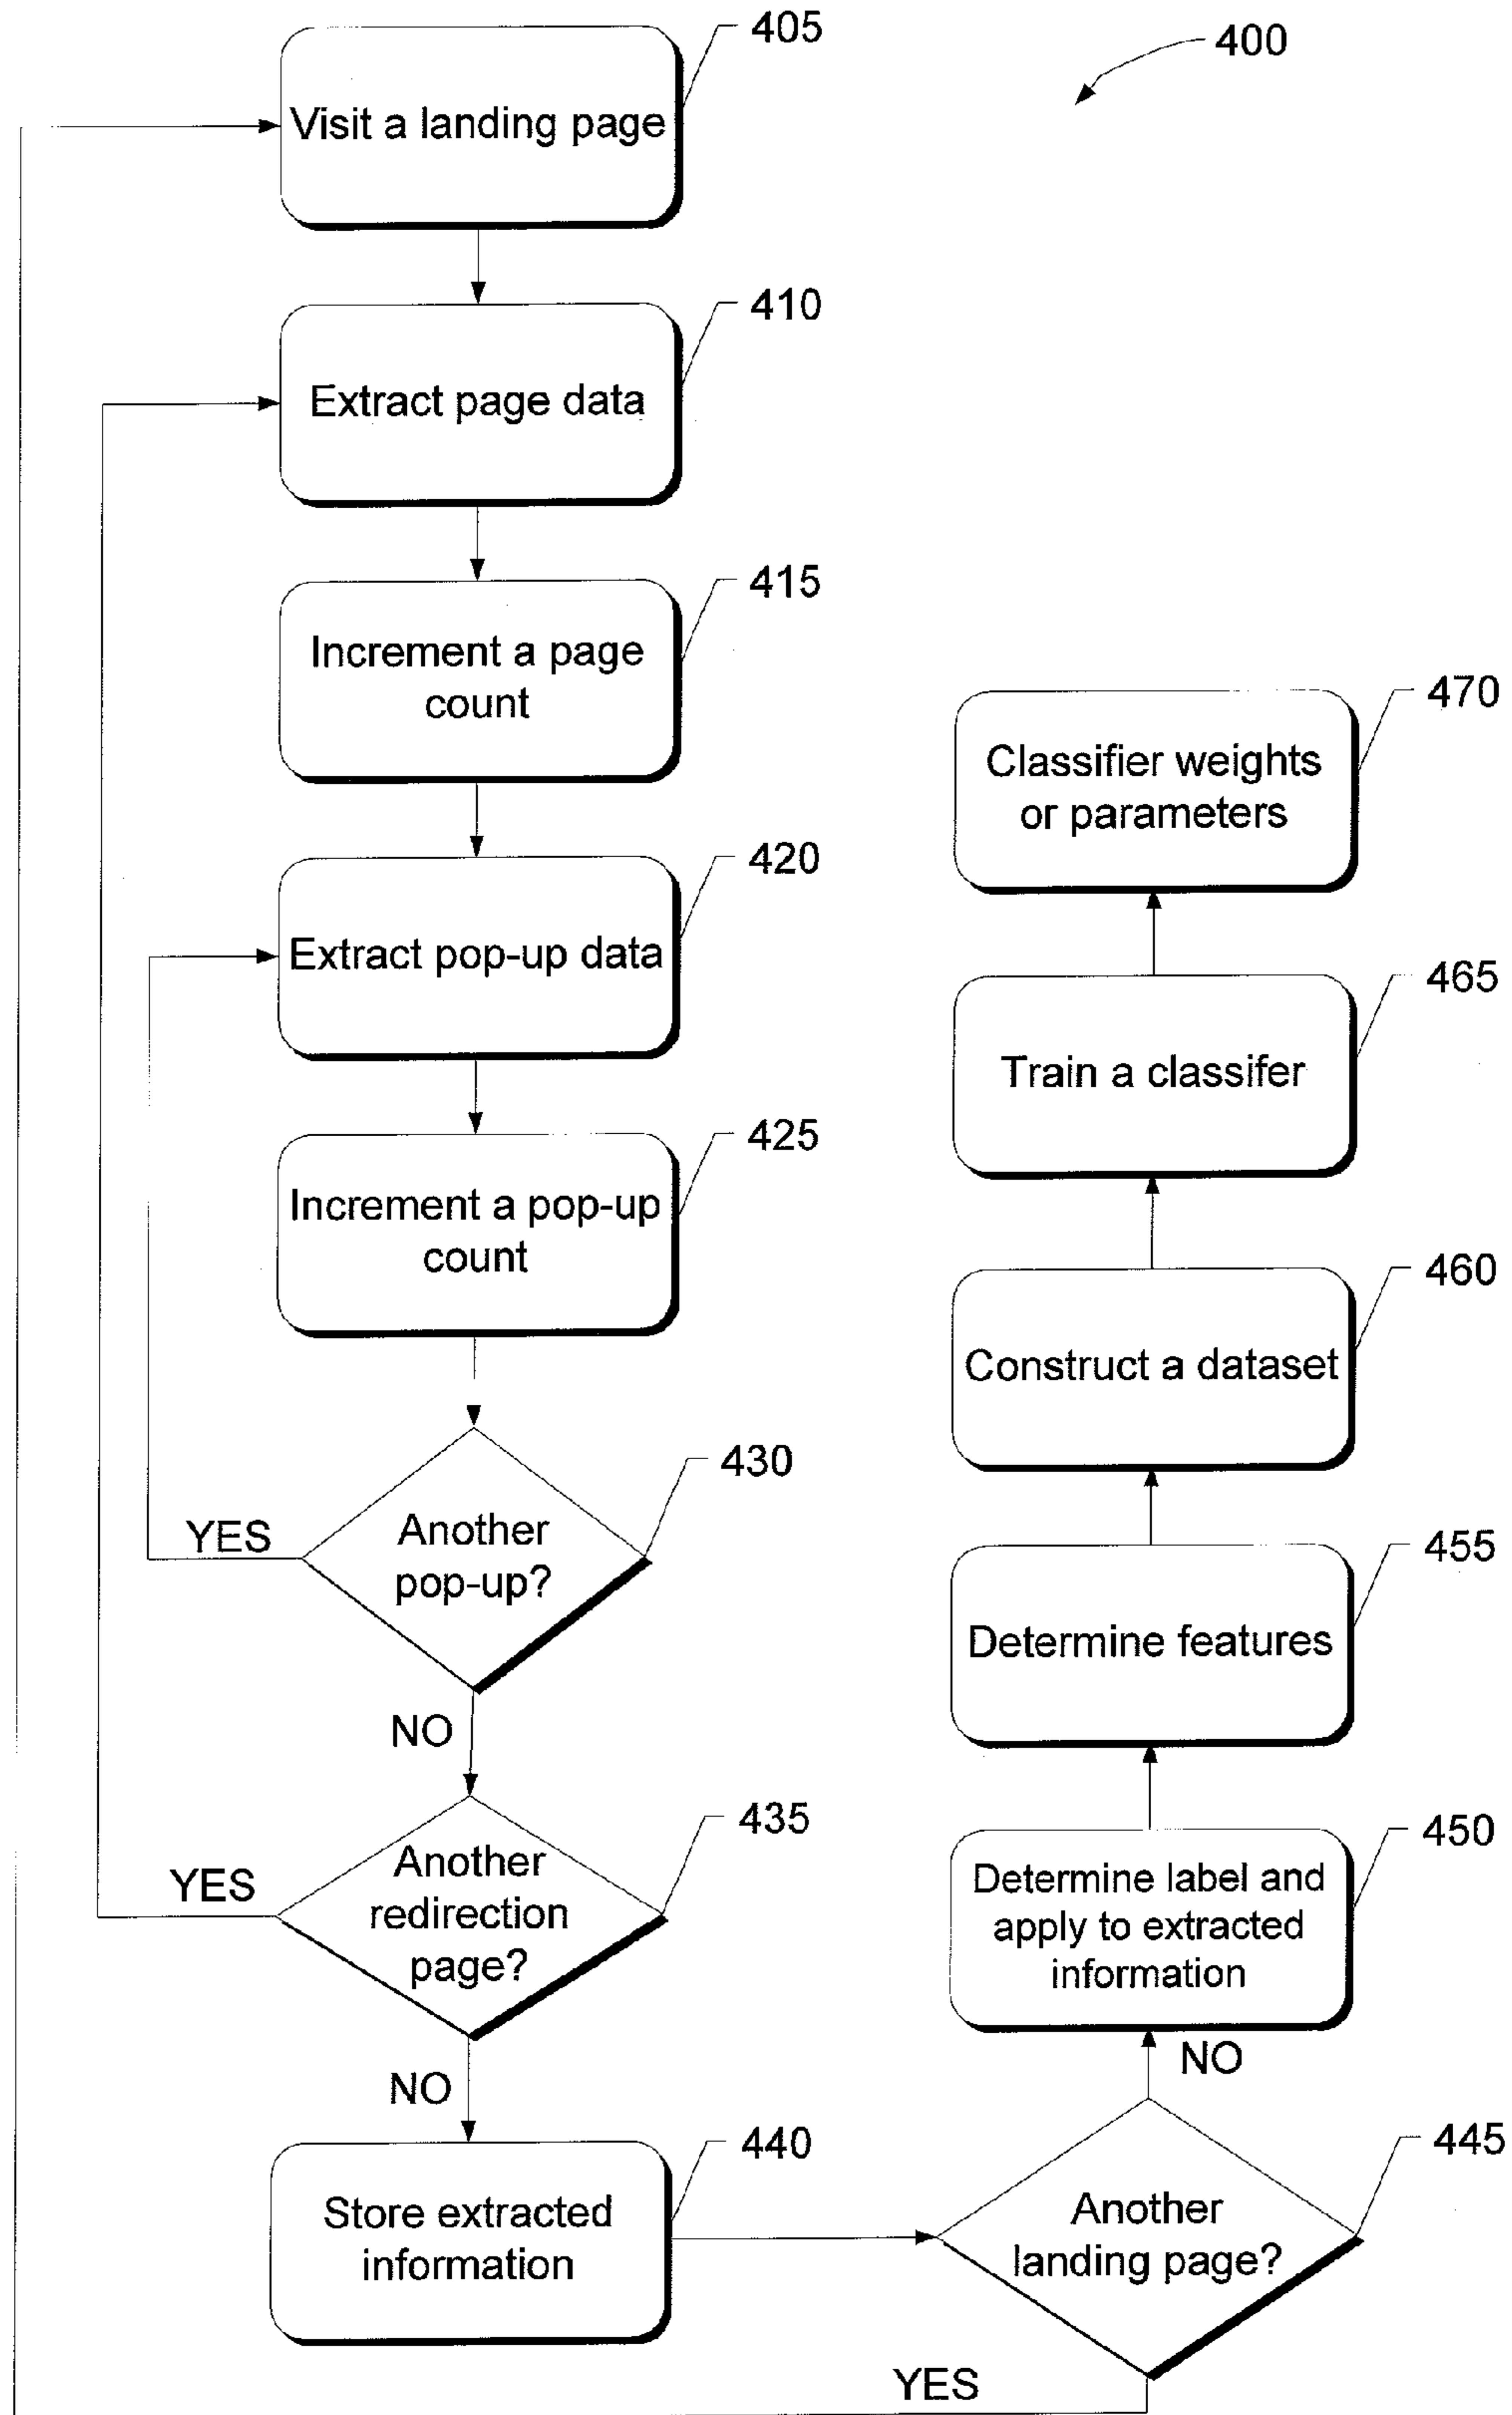 405
400
Visit a landing page
410
Extract page data
415
Increment a page
count
420
Extract pop-up data
425
Increment a pop-up
count
430
Another
pop-up?
YES
NO
435
Another
redirection
page?
YES
NO
440
Store extracted
information
445
Another
landing page?
YES
NO
450
Determine label and
apply to extracted
information
455
Determine features
460
Construct a dataset
465
Train a classifer
470
Classifier weights
or parameters